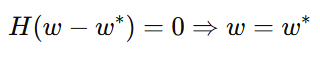 H(w − w*) = 0 ⇒ w = w*